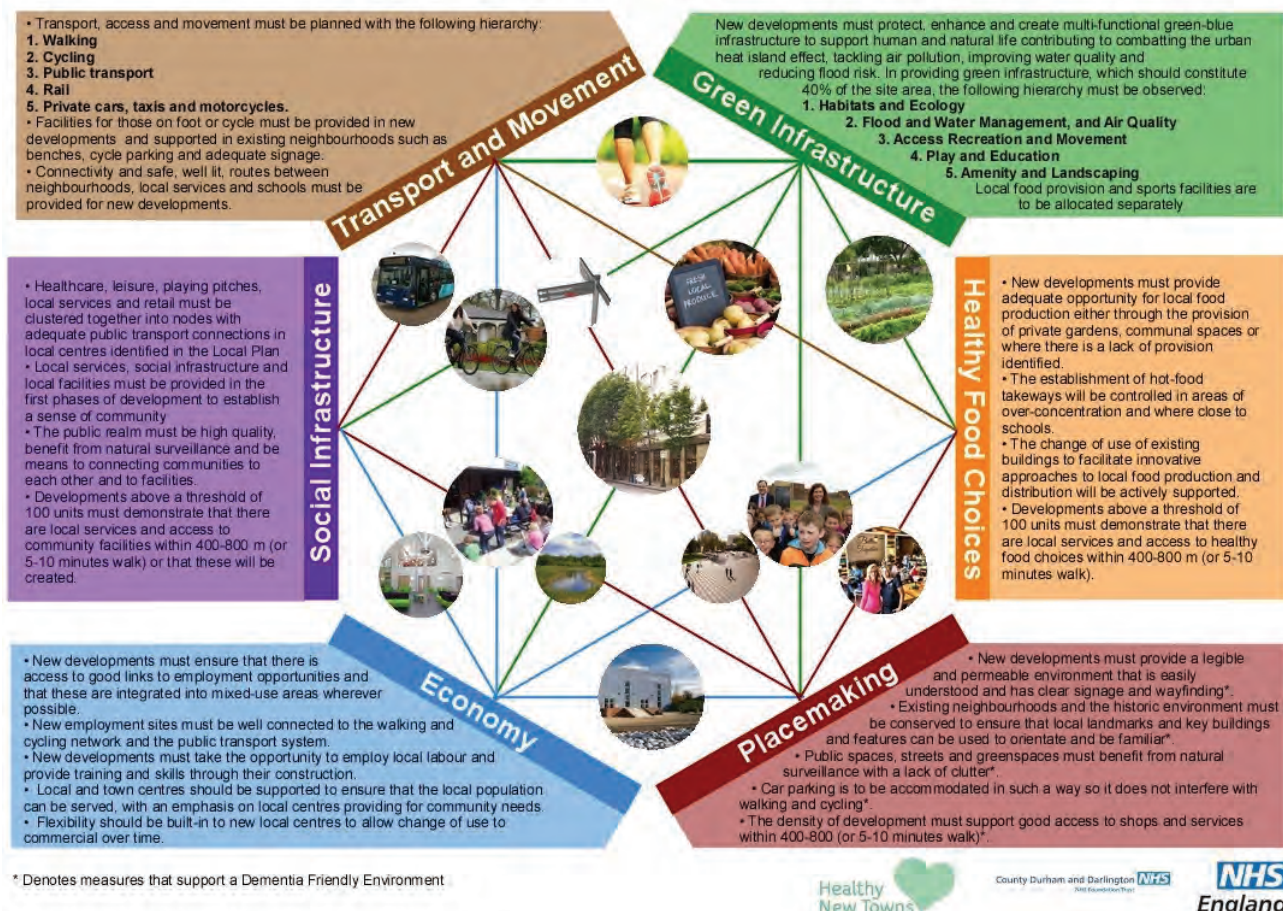 • Transport, access and movement must be planned with the following hierarchy:
1. Walking
2. Cycling
3. Public transport
4. Rail
5. Private cars, taxis and motorcycles.
• Facilities for those on foot or cycle must be provided in new
developments and supported in existing neighbourhoods such as
benches, cycle parking and adequate signage.
• Connectivity and safe, well lit, routes between
neighbourhoods, local services and schools must be
provided for new developments.
Transport and Movement
New developments must protect, enhance and create multi-functional green-blue
infrastructure to support human and natural life contributing to combatting the urban
heat island effect, tackling air pollution, improving water quality and
reducing flood risk. In providing green infrastructure, which should constitute
40% of the site area, the following hierarchy must be observed:
1. Habitats and Ecology
2. Flood and Water Management, and Air Quality
3. Access Recreation and Movement
4. Play and Education
5. Amenity and Landscaping
Local food provision and sports facilities are
to be allocated separately
Green Infrastructure
• Healthcare, leisure, playing pitches,
local services and retail must be
clustered together into nodes with
adequate public transport connections in
local centres identified in the Local Plan
• Local services, social infrastructure and
local facilities must be provided in the
first phases of development to establish
a sense of community
• The public realm must be high quality,
benefit from natural surveillance and be
means to connecting communities to
each other and to facilities.
• Developments above a threshold of
100 units must demonstrate that there
are local services and access to
community facilities within 400-800 m (or
5-10 minutes walk) or that these will be
created.
Social Infrastructure
FRESH
LOCAL
PRODUCE
Healthy Food Choices
• New developments must provide
adequate opportunity for local food
production either through the provision
of private gardens, communal spaces or
where there is a lack of provision
identified.
• The establishment of hot-food
takeways will be controlled in areas of
over-concentration and where close to
schools.
• The change of use of existing
buildings to facilitate innovative
approaches to local food production and
distribution will be actively supported.
• Developments above a threshold of
100 units must demonstrate that there
are local services and access to healthy
food choices within 400-800 m (or 5-10
minutes walk).
Economy
• New developments must ensure that there is
access to good links to employment opportunities and
that these are integrated into mixed-use areas wherever
possible.
• New employment sites must be well connected to the walking and
cycling network and the public transport system.
• New developments must take the opportunity to employ local labour and
provide training and skills through their construction.
• Local and town centres should be supported to ensure that the local population
can be served, with an emphasis on local centres providing for community needs
• Flexibility should be built-in to new local centres to allow change of use to
commercial over time.
Placemaking
• New developments must provide a legible
and permeable environment that is easily
understood and has clear signage and wayfinding*.
• Existing neighbourhoods and the historic environment must
be conserved to ensure that local landmarks and key buildings
and features can be used to orientate and be familiar*.
• Public spaces, streets and greenspaces must benefit from natural
surveillance with a lack of clutter*.
• Car parking is to be accommodated in such a way so it does not interfere with
walking and cycling*.
• The density of development must support good access to shops and services
within 400-800 (or 5-10 minutes walk)*.
* Denotes measures that support a Dementia Friendly Environment
Healthy
New Towns
County Durham and Darlington NHS
NHS Foundation Trust
NHS
England